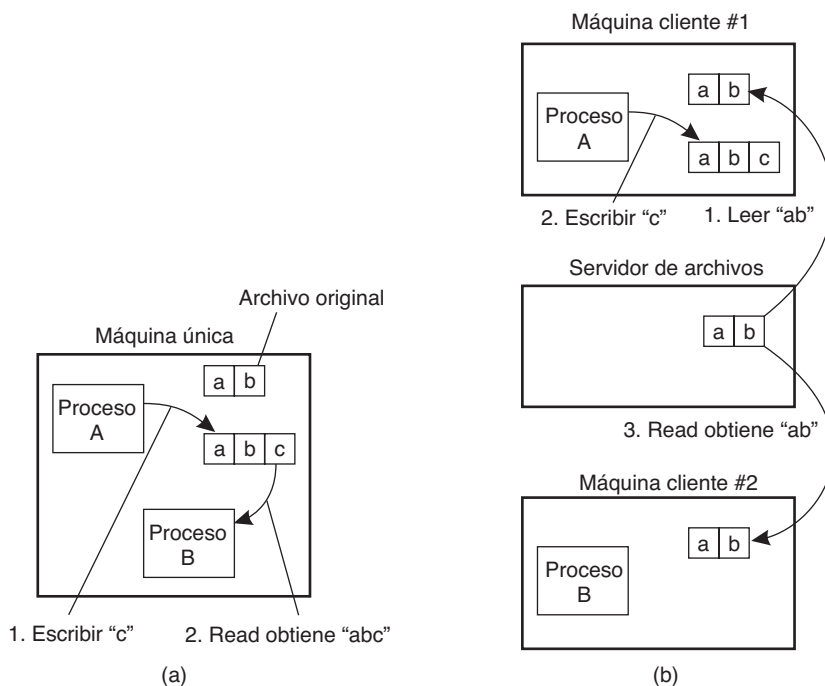 Archivo original
Máquina única
a b
Proceso
A
a b c
Proceso
B
1. Escribir “c”
2. Read obtiene “abc”
(a)
Máquina cliente #1
a b
Proceso
A
a b c
2. Escribir “c”
1. Leer “ab”
Servidor de archivos
a b
3. Read obtiene “ab”
Máquina cliente #2
a b
Proceso
B
(b)